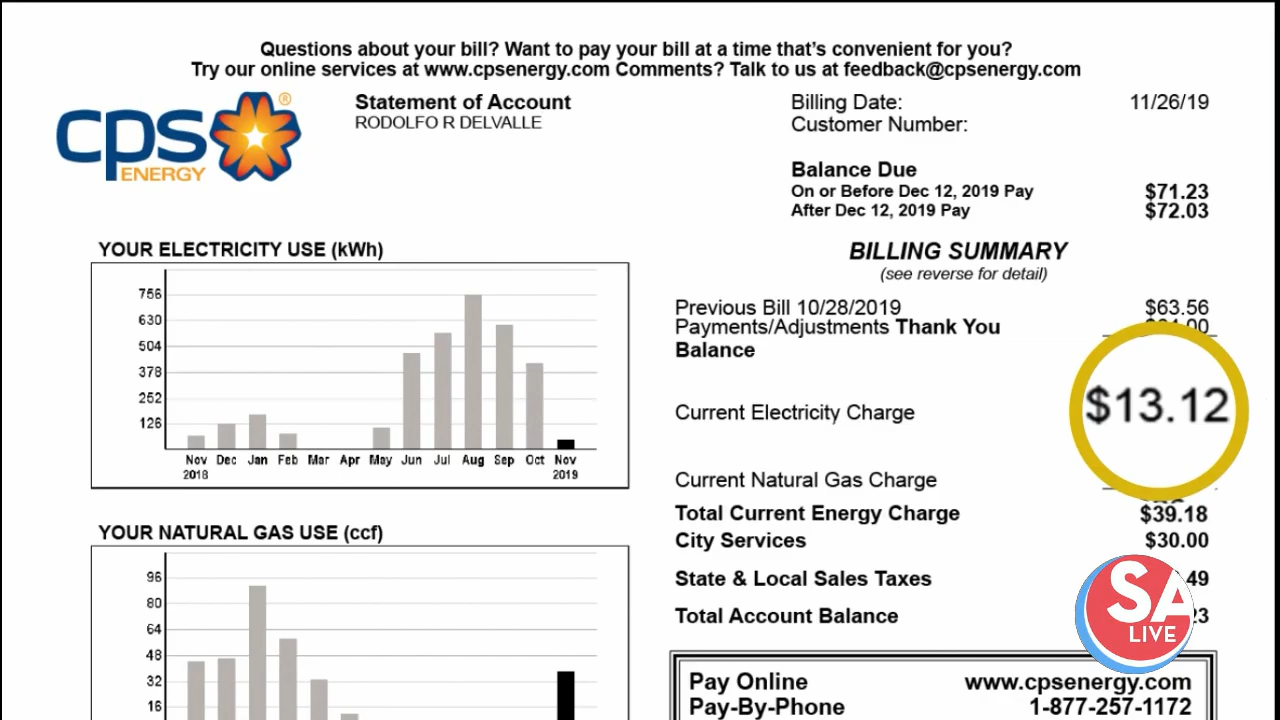 Questions about your bill? Want to pay your bill at a time that's convenient for you?
Try our online services at www.cpsenergy.com Comments? Talk to us at feedback@cpsenergy.com
cps
ENERGY
®
Statement of Account
RODOLFO R DELVALLE
Billing Date: 11/26/19
Customer Number:
Balance Due
On or Before Dec 12, 2019 Pay $71.23
After Dec 12, 2019 Pay $72.03
YOUR ELECTRICITY USE (kWh)
756
630
504
378
252
126
Nov Dec Jan Feb Mar Apr May Jun Jul Aug Sep Oct Nov
2018 2019
BILLING SUMMARY
(see reverse for detail)
Previous Bill 10/28/2019 $63.56
Payments/Adjustments Thank You
Balance
Current Electricity Charge $13.12
Current Natural Gas Charge
Total Current Energy Charge $39.18
City Services $30.00
State & Local Sales Taxes 49
Total Account Balance 23
YOUR NATURAL GAS USE (ccf)
96
80
64
48
32
16
SA
LIVE
Pay Online www.cpsenergy.com
Pay-By-Phone 1-877-257-1172